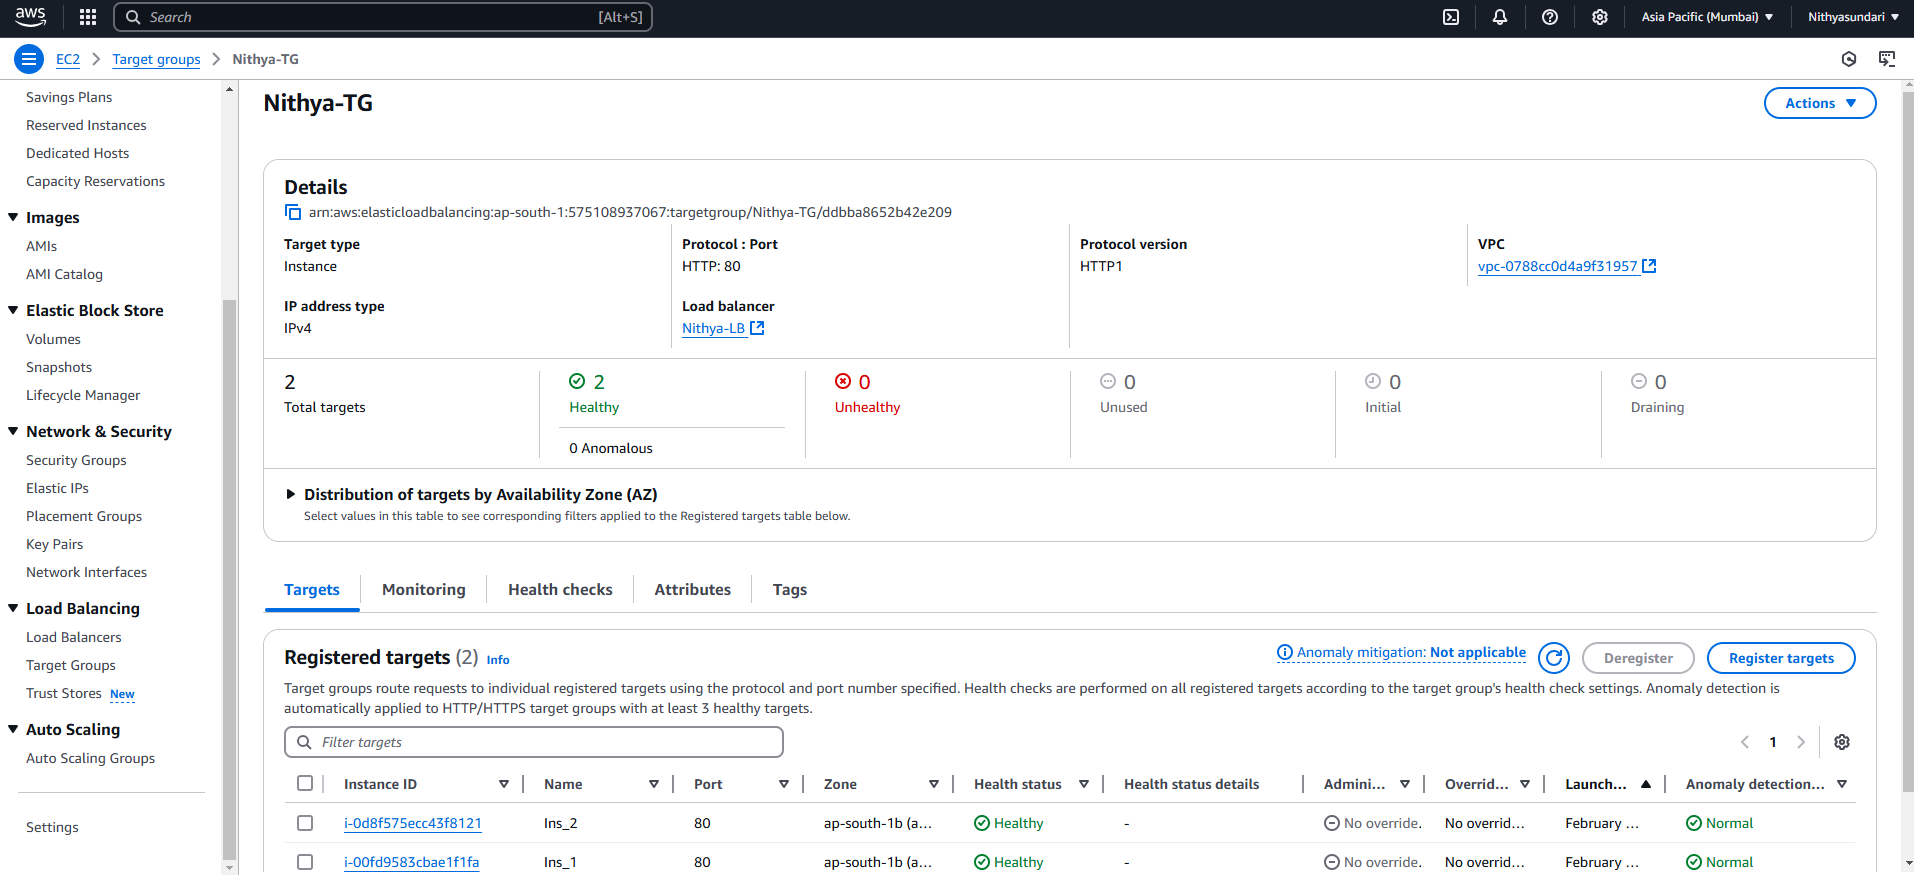 aws
Search [Alt+S]
Asia Pacific (Mumbai)
Nithyasundari
EC2
Target groups
Nithya-TG
Savings Plans
Reserved Instances
Dedicated Hosts
Capacity Reservations
Images
AMIs
AMI Catalog
Elastic Block Store
Volumes
Snapshots
Lifecycle Manager
Network & Security
Security Groups
Elastic IPs
Placement Groups
Key Pairs
Network Interfaces
Load Balancing
Load Balancers
Target Groups
Trust Stores New
Auto Scaling
Auto Scaling Groups
Settings
Nithya-TG
Actions
Details
arn:aws:elasticloadbalancing:ap-south-1:575108937067:targetgroup/Nithya-TG/ddbba8652b42e209
Target type
Instance
Protocol : Port
HTTP: 80
Protocol version
HTTP1
VPC
vpc-0788cc0d4a9f31957
IP address type
IPv4
Load balancer
Nithya-LB
2
Total targets
2
Healthy
0 Anomalous
0
Unhealthy
0
Unused
0
Initial
0
Draining
Distribution of targets by Availability Zone (AZ)
Select values in this table to see corresponding filters applied to the Registered targets table below.
Targets Monitoring Health checks Attributes Tags
Registered targets (2) Info
Anomaly mitigation: Not applicable
Deregister
Register targets
Target groups route requests to individual registered targets using the protocol and port number specified. Health checks are performed on all registered targets according to the target group's health check settings. Anomaly detection is
automatically applied to HTTP/HTTPS target groups with at least 3 healthy targets.
Filter targets
1
Instance ID Name Port Zone Health status Health status details Admini... Overrid... Launch... Anomaly detection...
i-0d8f575ecc43f8121 Ins_2 80 ap-south-1b (a... Healthy - No override. No overrid... February ... Normal
i-00fd9583cbae1f1fa Ins_1 80 ap-south-1b (a... Healthy - No override. No overrid... February ... Normal